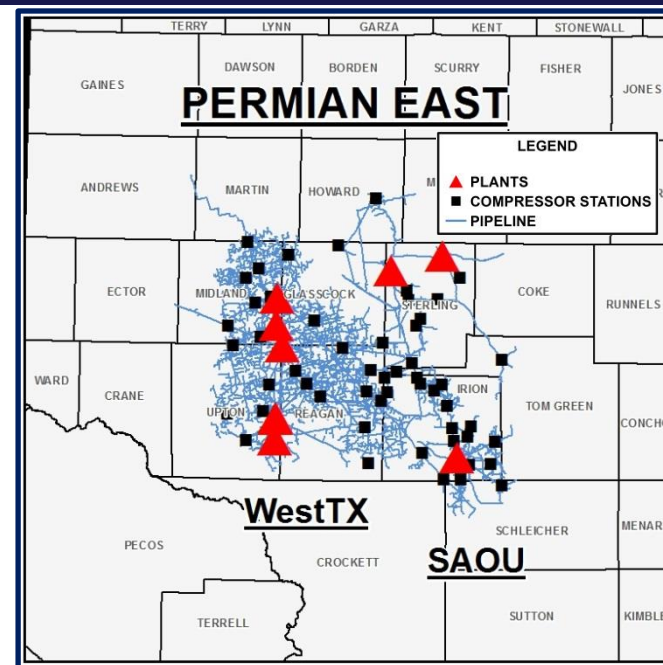 TERRY
LYNN
GARZA
KENT
STONEWALL
GAINES
DAWSON
BORDEN
SCURRY
FISHER
JONES
PERMIAN EAST
LEGEND
PLANTS
COMPRESSOR STATIONS
PIPELINE
ANDREWS
MARTIN
HOWARD
ECTOR
MIDLAND
GLASSCOCK
STERLING
COKE
RUNNELS
WARD
CRANE
UPTON
REAGAN
IRION
TOM GREEN
CONCHO
WestTX
SAOU
PECOS
CROCKETT
SCHLEICHER
MENAR
TERRELL
SUTTON
KIMBLE